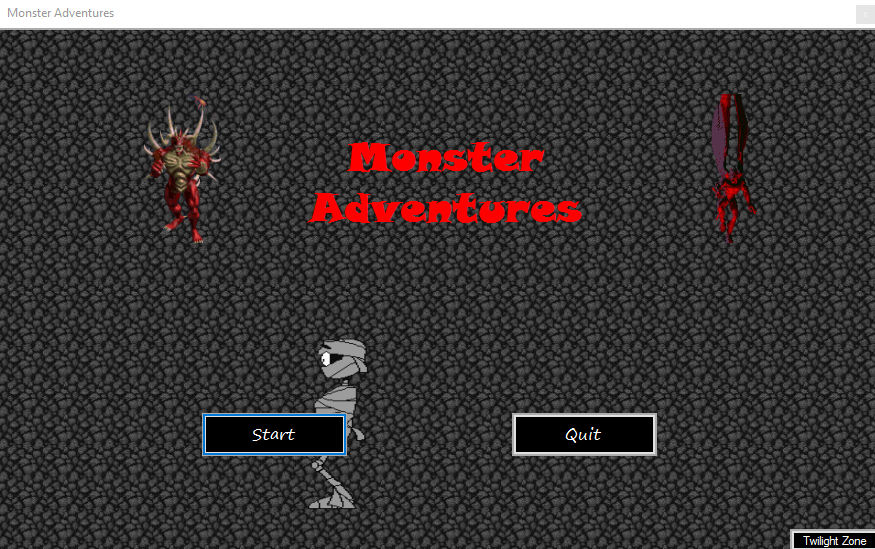 Monster Adventures
x
Monster
Adventures
Start
Quit
Twilight Zone